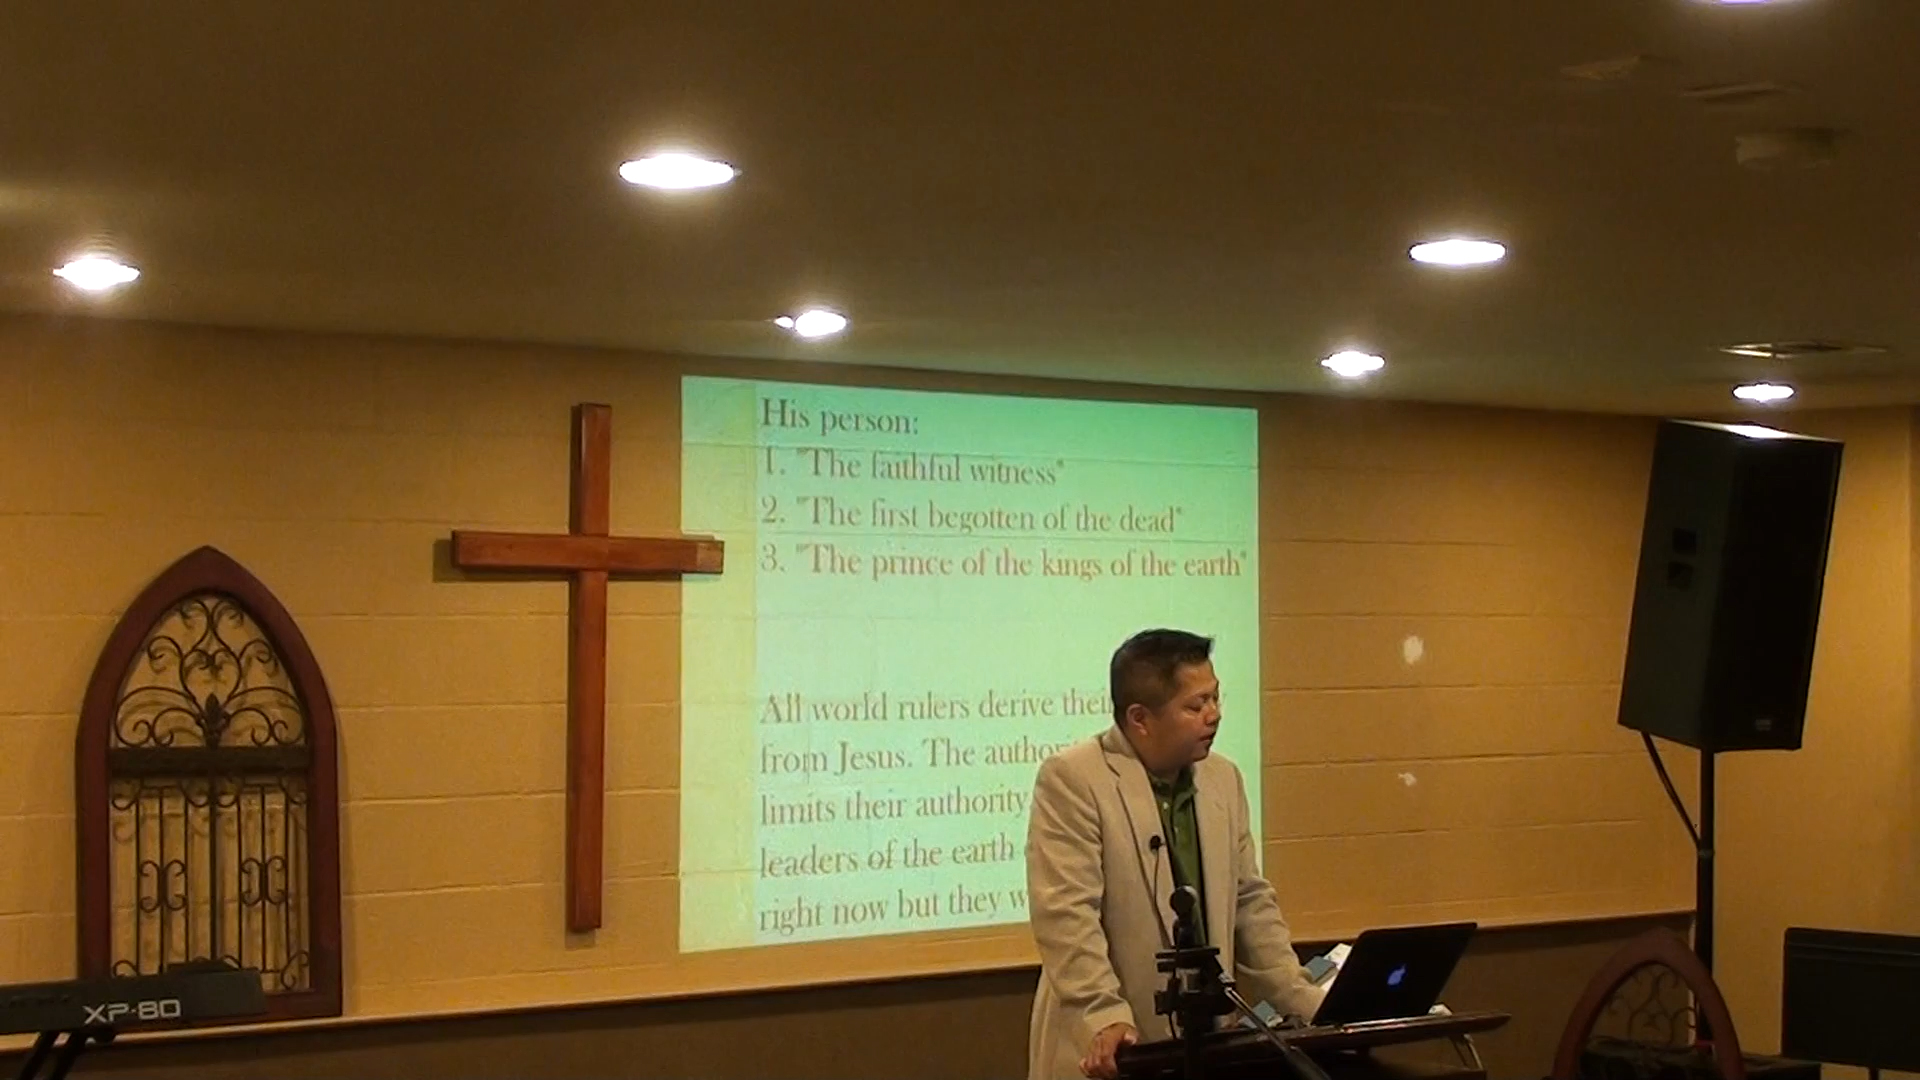 His person:
1. "The faithful witness"
2. "The first begotten of the dead"
3. "The prince of the kings of the earth"
All world rulers derive their
from Jesus. The
limits their authority
leaders of the earth
right now but they
XP-80